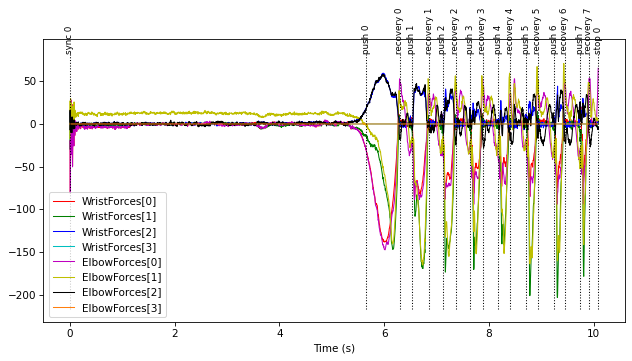 sync 0
push 0
recovery 0
push 1
recovery 1
push 2
recovery 2
push 3
recovery 3
push 4
recovery 4
push 5
recovery 5
push 6
recovery 6
push 7
recovery 7
stop 0
50
0
−50
−100
−150
−200
WristForces[0]
WristForces[1]
WristForces[2]
WristForces[3]
ElbowForces[0]
ElbowForces[1]
ElbowForces[2]
ElbowForces[3]
0
2
4
6
8
10
Time (s)